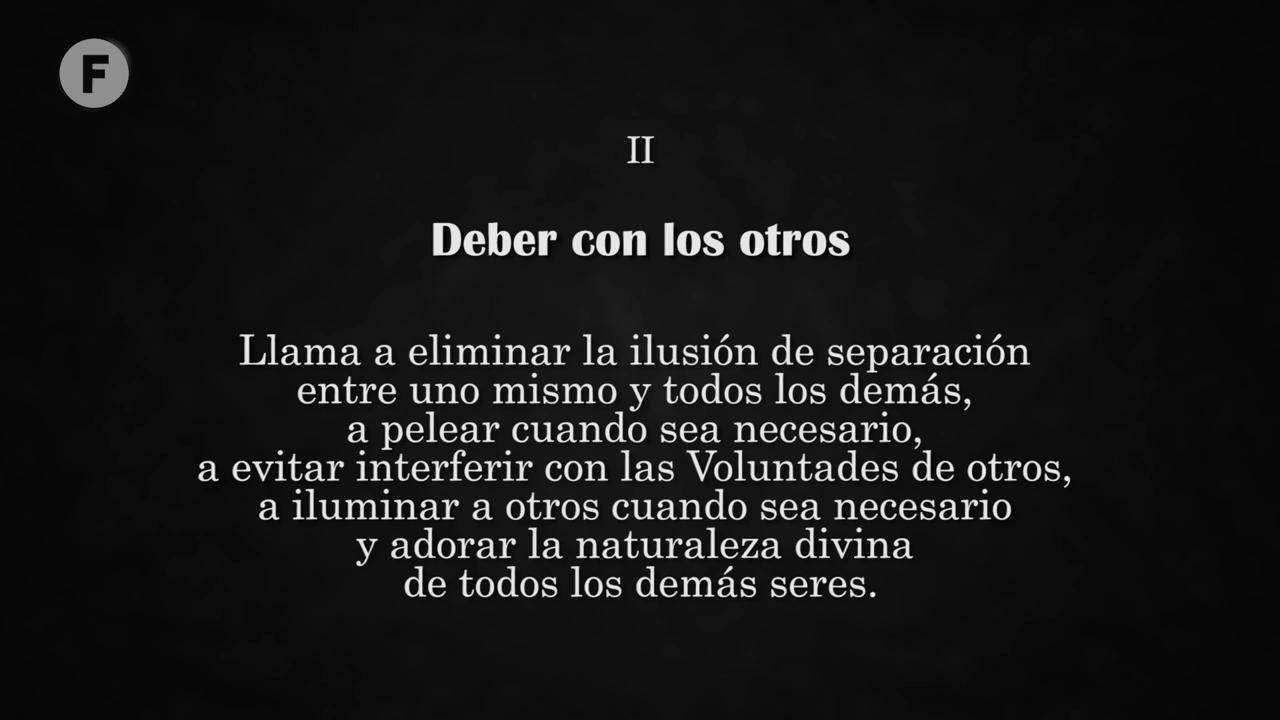 F
II
Deber con los otros
Llama a eliminar la ilusión de separación
entre uno mismo y todos los demás,
a pelear cuando sea necesario,
a evitar interferir con las Voluntades de otros,
a iluminar a otros cuando sea necesario
y adorar la naturaleza divina
de todos los demás seres.